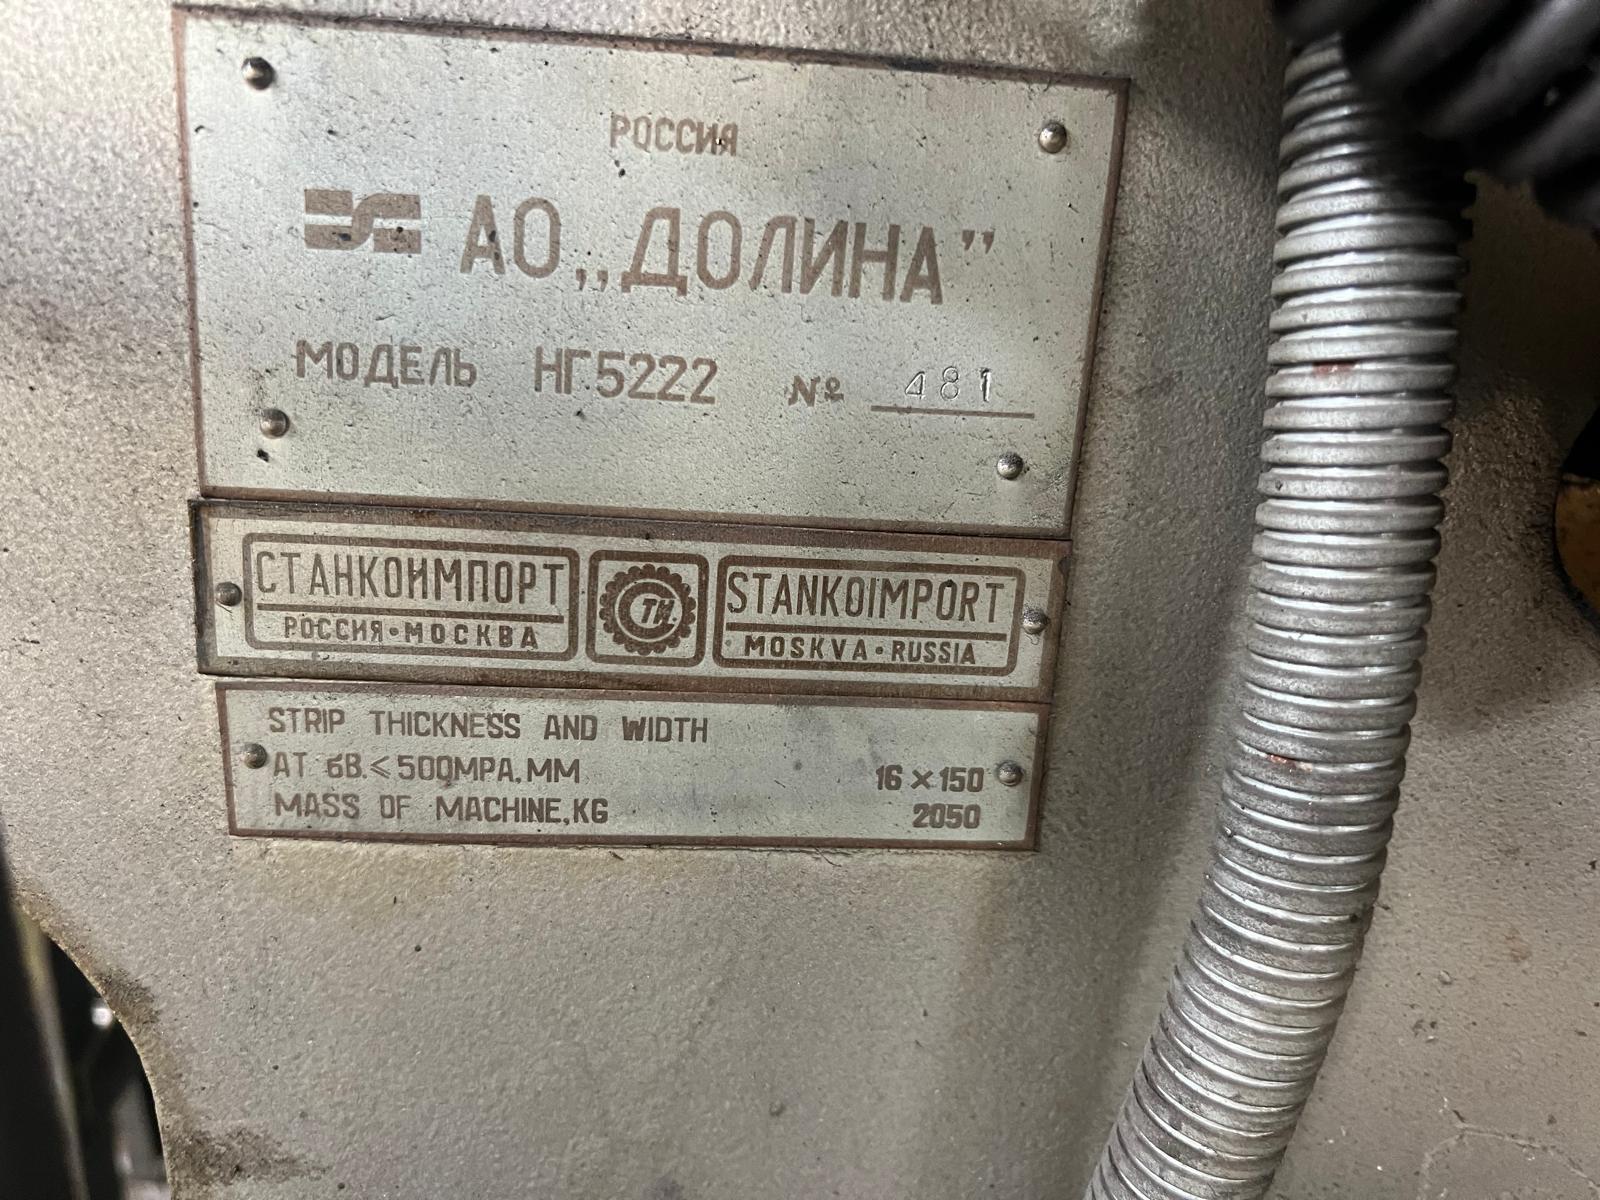 РОССИЯ
АО „ДОЛИНА”
МОДЕЛЬ НГ5222 № 481
СТАНКОИМПОРТ
РОССИЯ • МОСКВА
СТИ
STANKOIMPORT
MOSKVA • RUSSIA
STRIP THICKNESS AND WIDTH
AT бB.≤500MPA.MM 16×150
MASS OF MACHINE,KG 2050